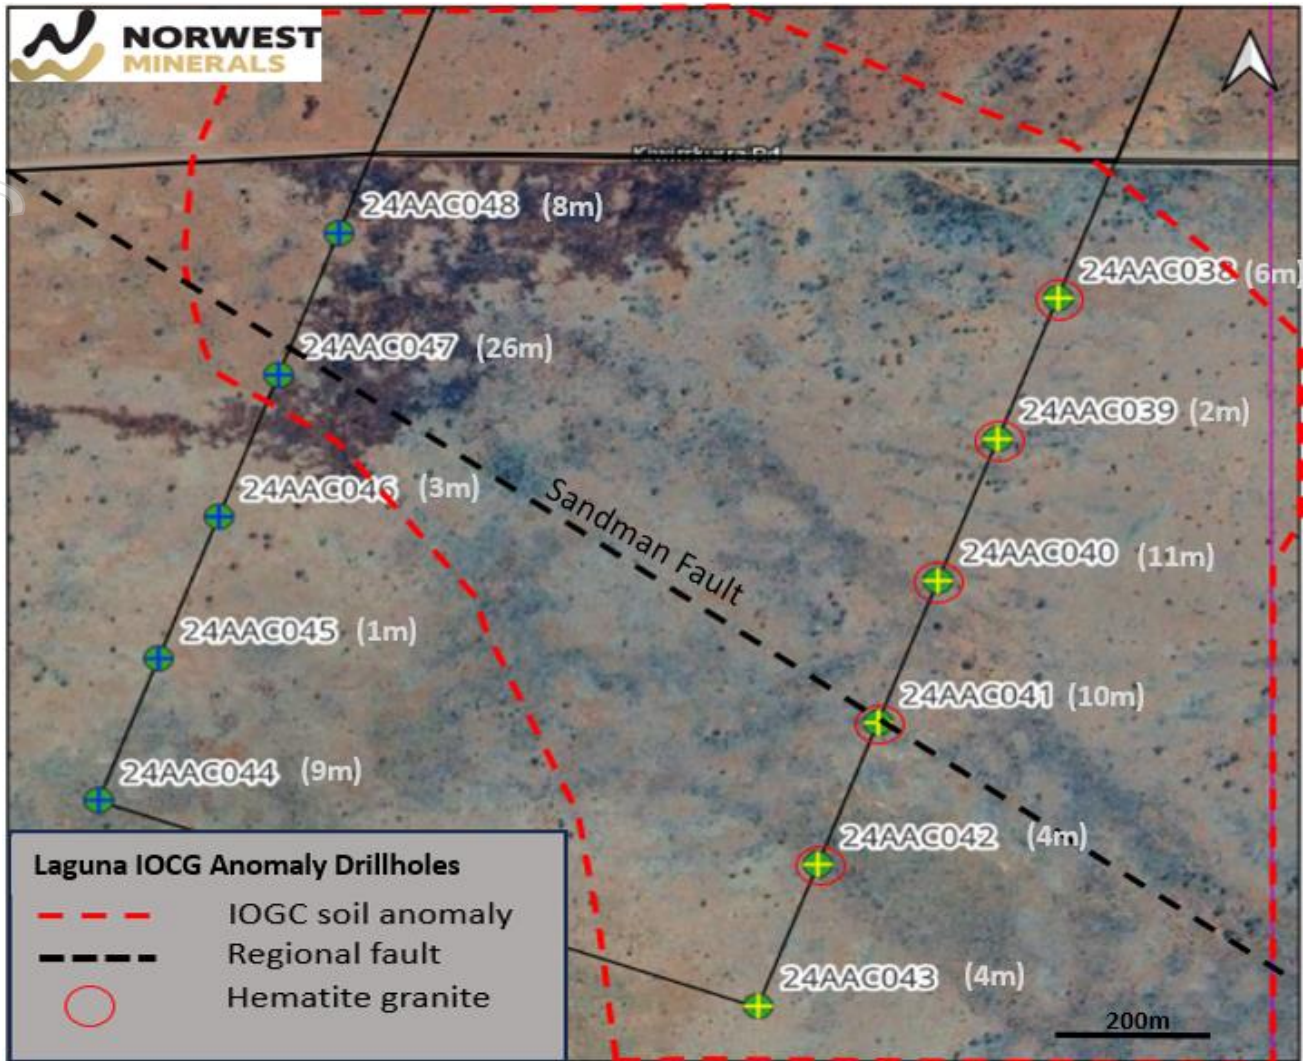 NORWEST
MINERALS
24AAC048 (8m)
24AAC038 (6m)
24AAC047 (26m)
24AAC039 (2m)
24AAC046 (3m)
Sandman Fault
24AAC040 (11m)
24AAC045 (1m)
24AAC041 (10m)
24AAC044 (9m)
24AAC042 (4m)
24AAC043 (4m)
200m
Laguna IOCG Anomaly Drillholes
IOGC soil anomaly
Regional fault
Hematite granite